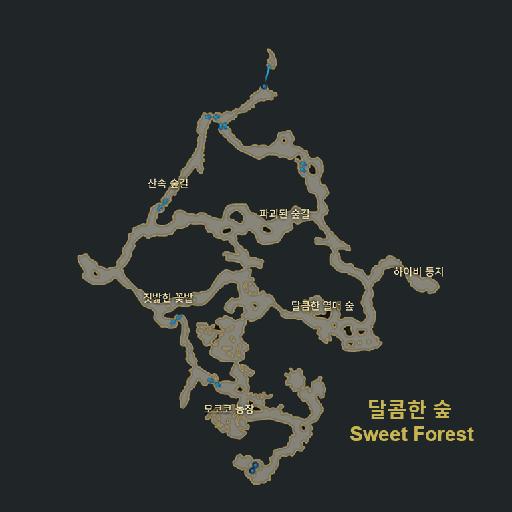 산속 숲길
파괴된 숲길
하이비 둥지
짓밟힌 꽃밭
달콤한 열매 숲
모코코 농장
달콤한 숲
Sweet Forest